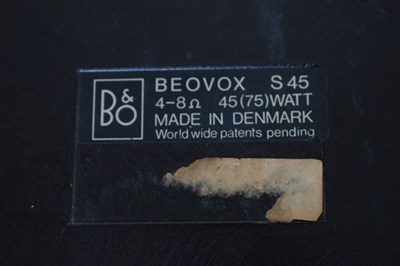 B&O
BEOVOX S45
4-8Ω 45(75)WATT
MADE IN DENMARK
World wide patents pending